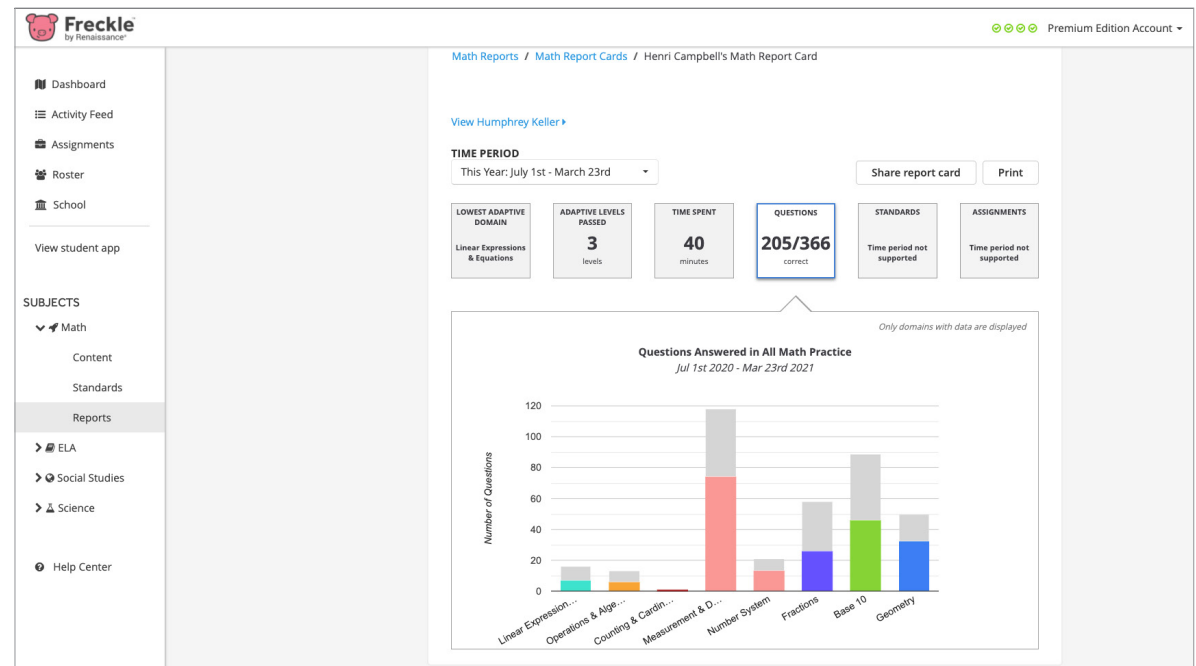 Freckle
by Renaissance
Premium Edition Account
Dashboard
Activity Feed
Assignments
Roster
School
View student app
SUBJECTS
Math
Content
Standards
Reports
ELA
Social Studies
Science
Help Center
Math Reports / Math Report Cards / Henri Campbell's Math Report Card
View Humphrey Keller
TIME PERIOD
This Year: July 1st - March 23rd
Share report card
Print
LOWEST ADAPTIVE
DOMAIN
Linear Expressions
& Equations
ADAPTIVE LEVELS
PASSED
3
levels
TIME SPENT
40
minutes
QUESTIONS
205/366
correct
STANDARDS
Time period not
supported
ASSIGNMENTS
Time period not
supported
Only domains with data are displayed
Questions Answered in All Math Practice
Jul 1st 2020 - Mar 23rd 2021
Number of Questions
120
100
80
60
40
20
0
Linear Expression...
Operations & Alge...
Counting & Cardin...
Measurement & D...
Number System
Fractions
Base 10
Geometry